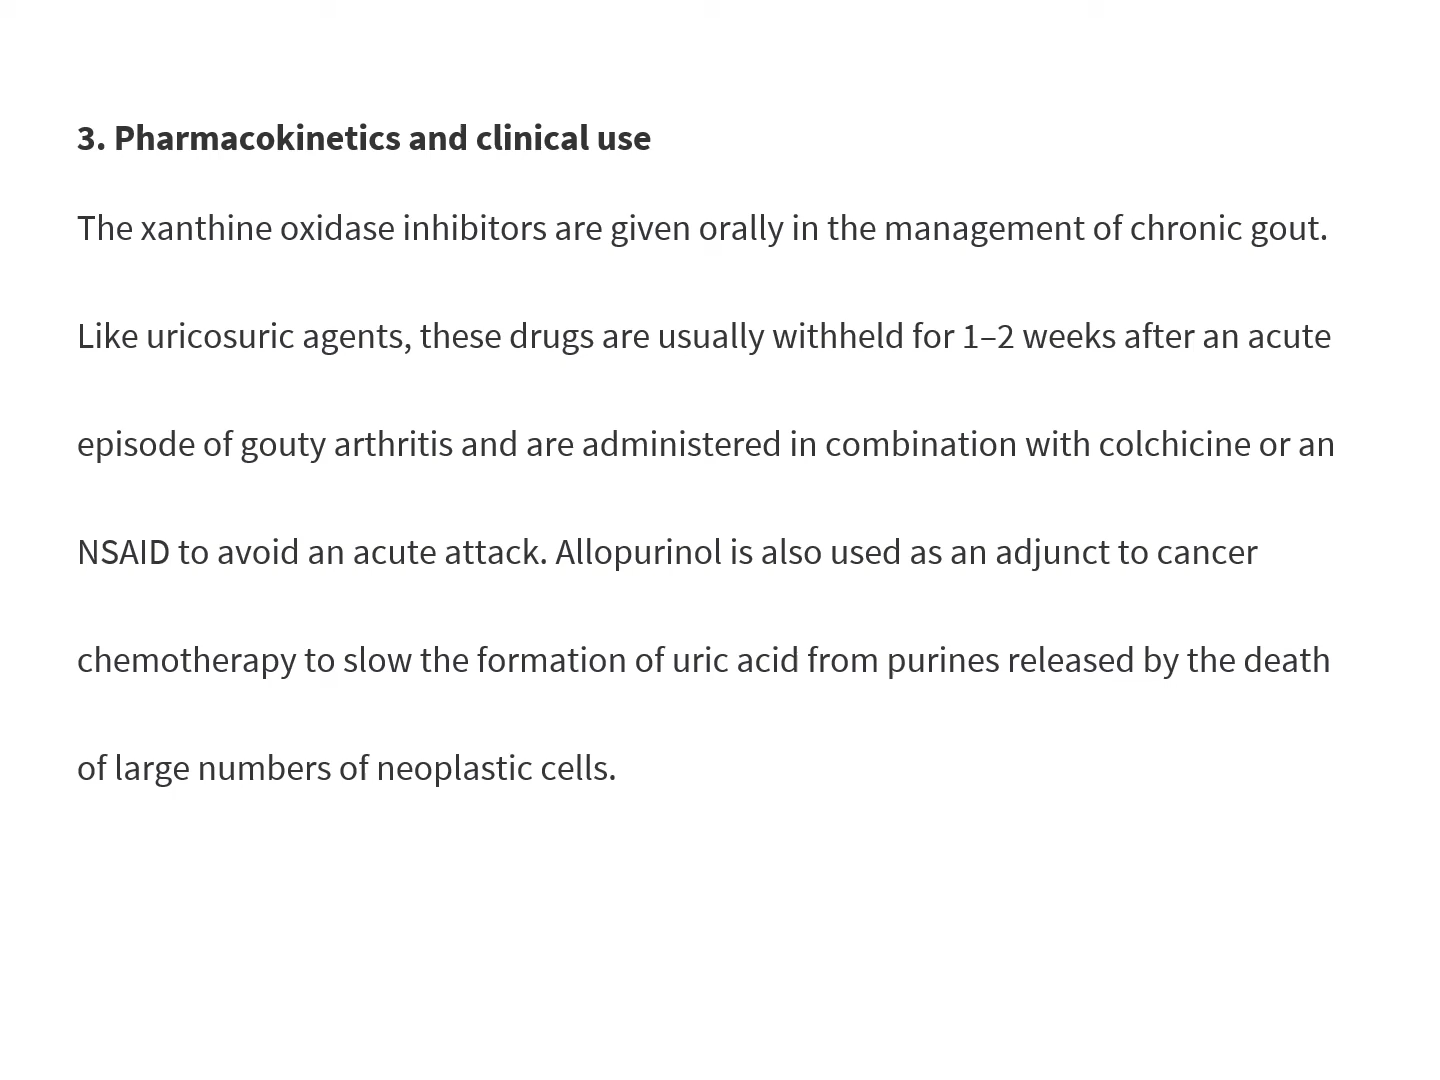 3. Pharmacokinetics and clinical use
The xanthine oxidase inhibitors are given orally in the management of chronic gout.
Like uricosuric agents, these drugs are usually withheld for 1–2 weeks after an acute
episode of gouty arthritis and are administered in combination with colchicine or an
NSAID to avoid an acute attack. Allopurinol is also used as an adjunct to cancer
chemotherapy to slow the formation of uric acid from purines released by the death
of large numbers of neoplastic cells.